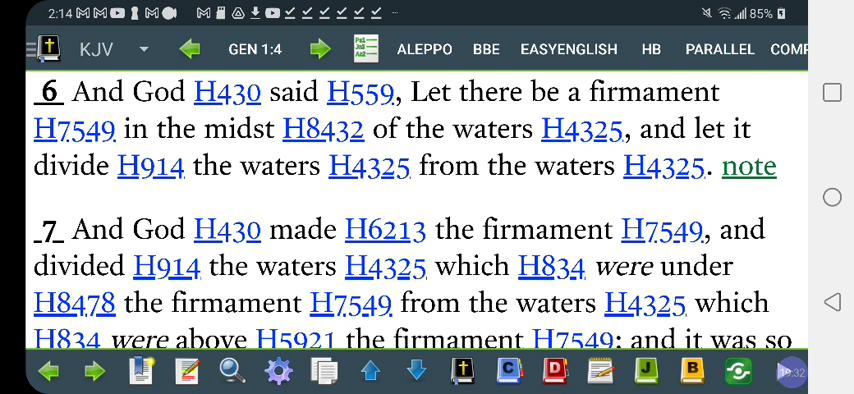 2:14 85%
KJV GEN 1:4 ALEPPO BBE EASYENGLISH HB PARALLEL COMP
6 And God H430 said H559, Let there be a firmament
H7549 in the midst H8432 of the waters H4325, and let it
divide H914 the waters H4325 from the waters H4325. note
7 And God H430 made H6213 the firmament H7549, and
divided H914 the waters H4325 which H834 were under
H8478 the firmament H7549 from the waters H4325 which
H834 were above H5921 the firmament H7549: and it was so
C D J B 19:32